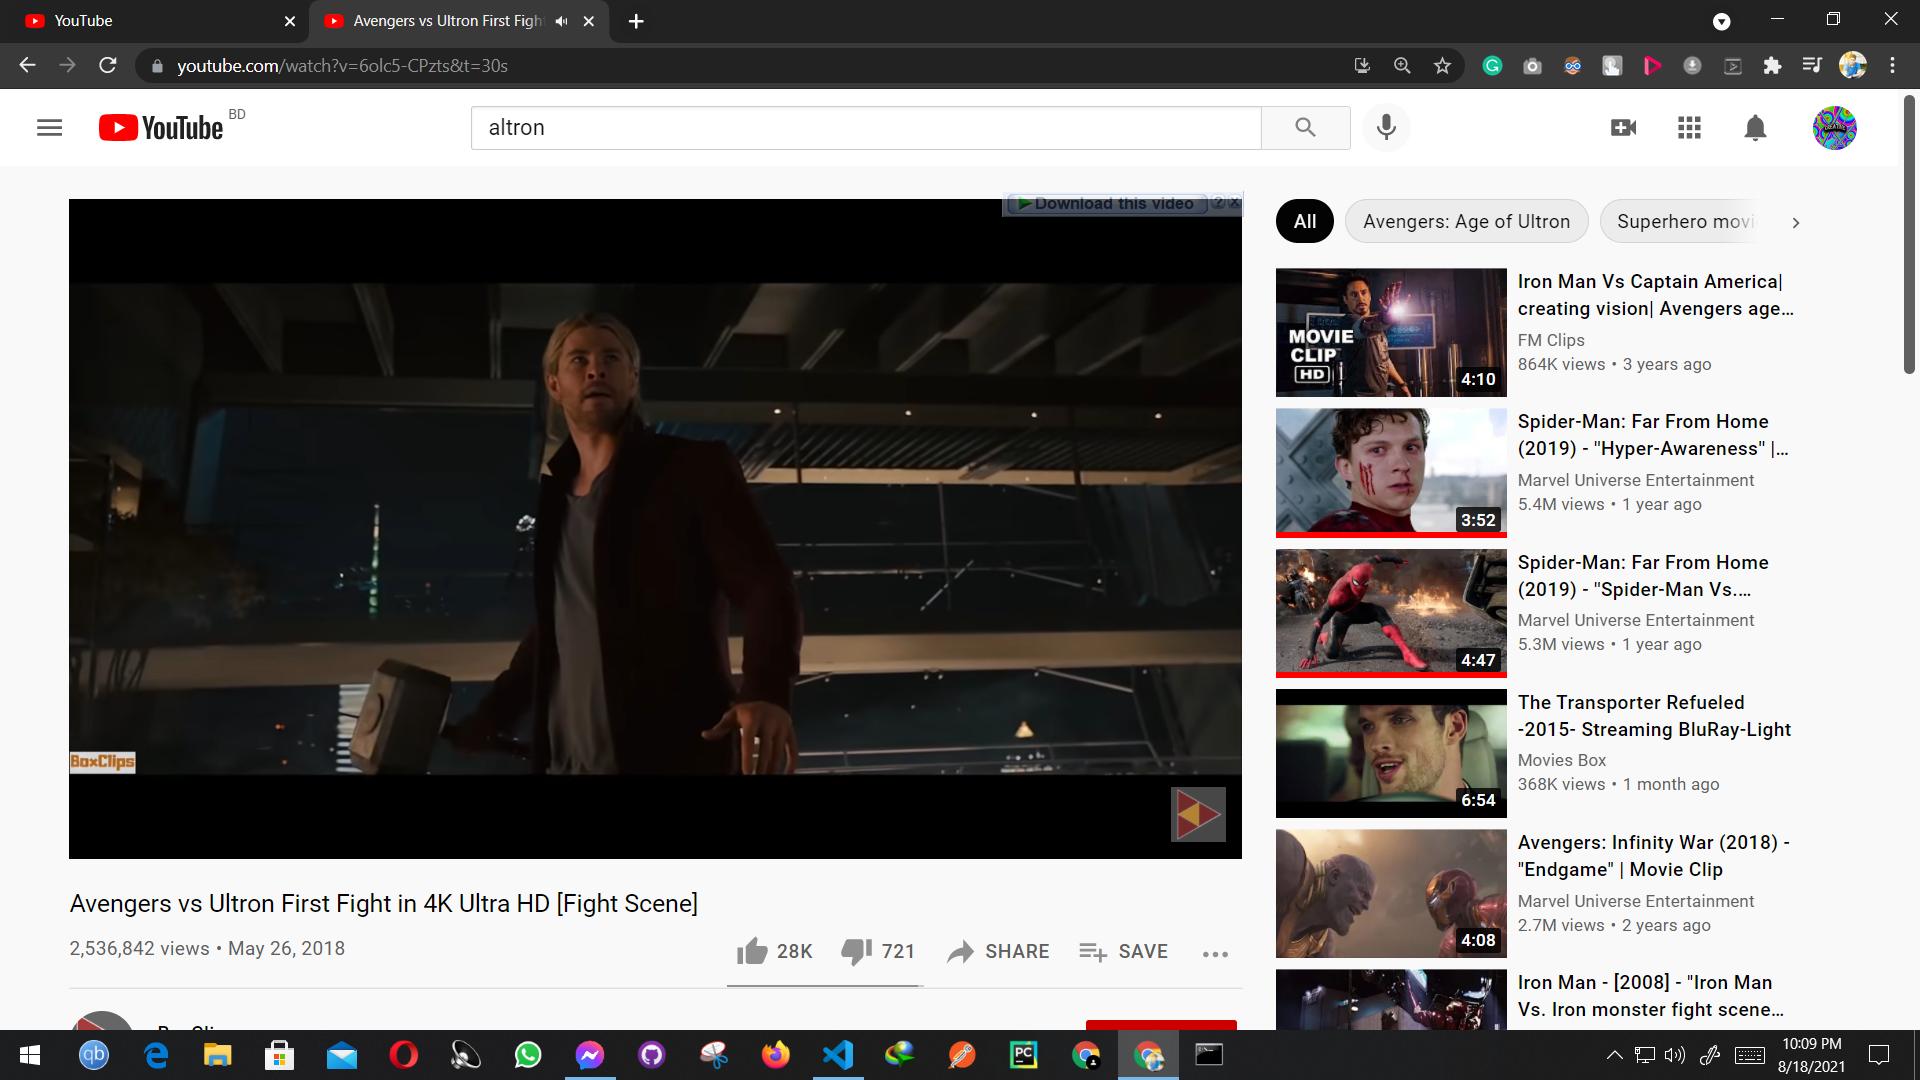 YouTube
Avengers vs Ultron First Fight
youtube.com/watch?v=6olc5-CPzts&t=30s
YouTube BD
altron
Download this video ? X
BoxClips
Avengers vs Ultron First Fight in 4K Ultra HD [Fight Scene]
2,536,842 views • May 26, 2018
28K 721 SHARE SAVE
All Avengers: Age of Ultron Superhero movi
MOVIE
CLIP
HD
4:10
Iron Man Vs Captain America|
creating vision| Avengers age...
FM Clips
864K views • 3 years ago
3:52
Spider-Man: Far From Home
(2019) - "Hyper-Awareness" |...
Marvel Universe Entertainment
5.4M views • 1 year ago
4:47
Spider-Man: Far From Home
(2019) - "Spider-Man Vs....
Marvel Universe Entertainment
5.3M views • 1 year ago
6:54
The Transporter Refueled
-2015- Streaming BluRay-Light
Movies Box
368K views • 1 month ago
4:08
Avengers: Infinity War (2018) -
"Endgame" | Movie Clip
Marvel Universe Entertainment
2.7M views • 2 years ago
Iron Man - [2008] - "Iron Man
Vs. Iron monster fight scene...
qb
PC
10:09 PM
8/18/2021